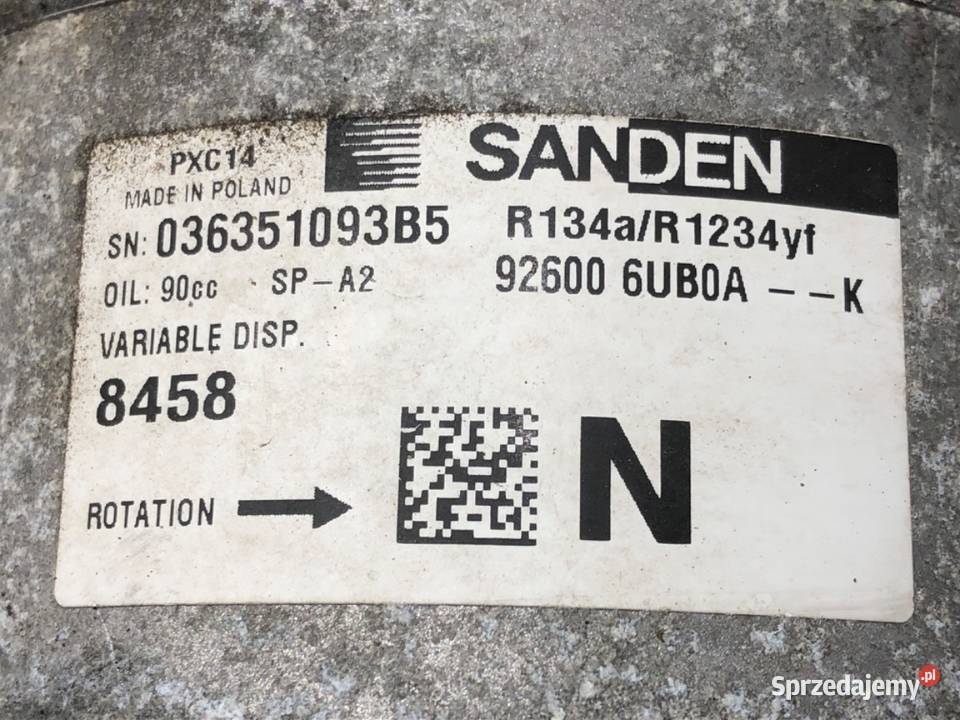 PXC14
SANDEN
MADE IN POLAND
SN: 036351093B5
R134a/R1234yf
OIL: 90cc SP-A2
92600 6UB0A --K
VARIABLE DISP.
8458
ROTATION
N
Sprzedajemy.pl